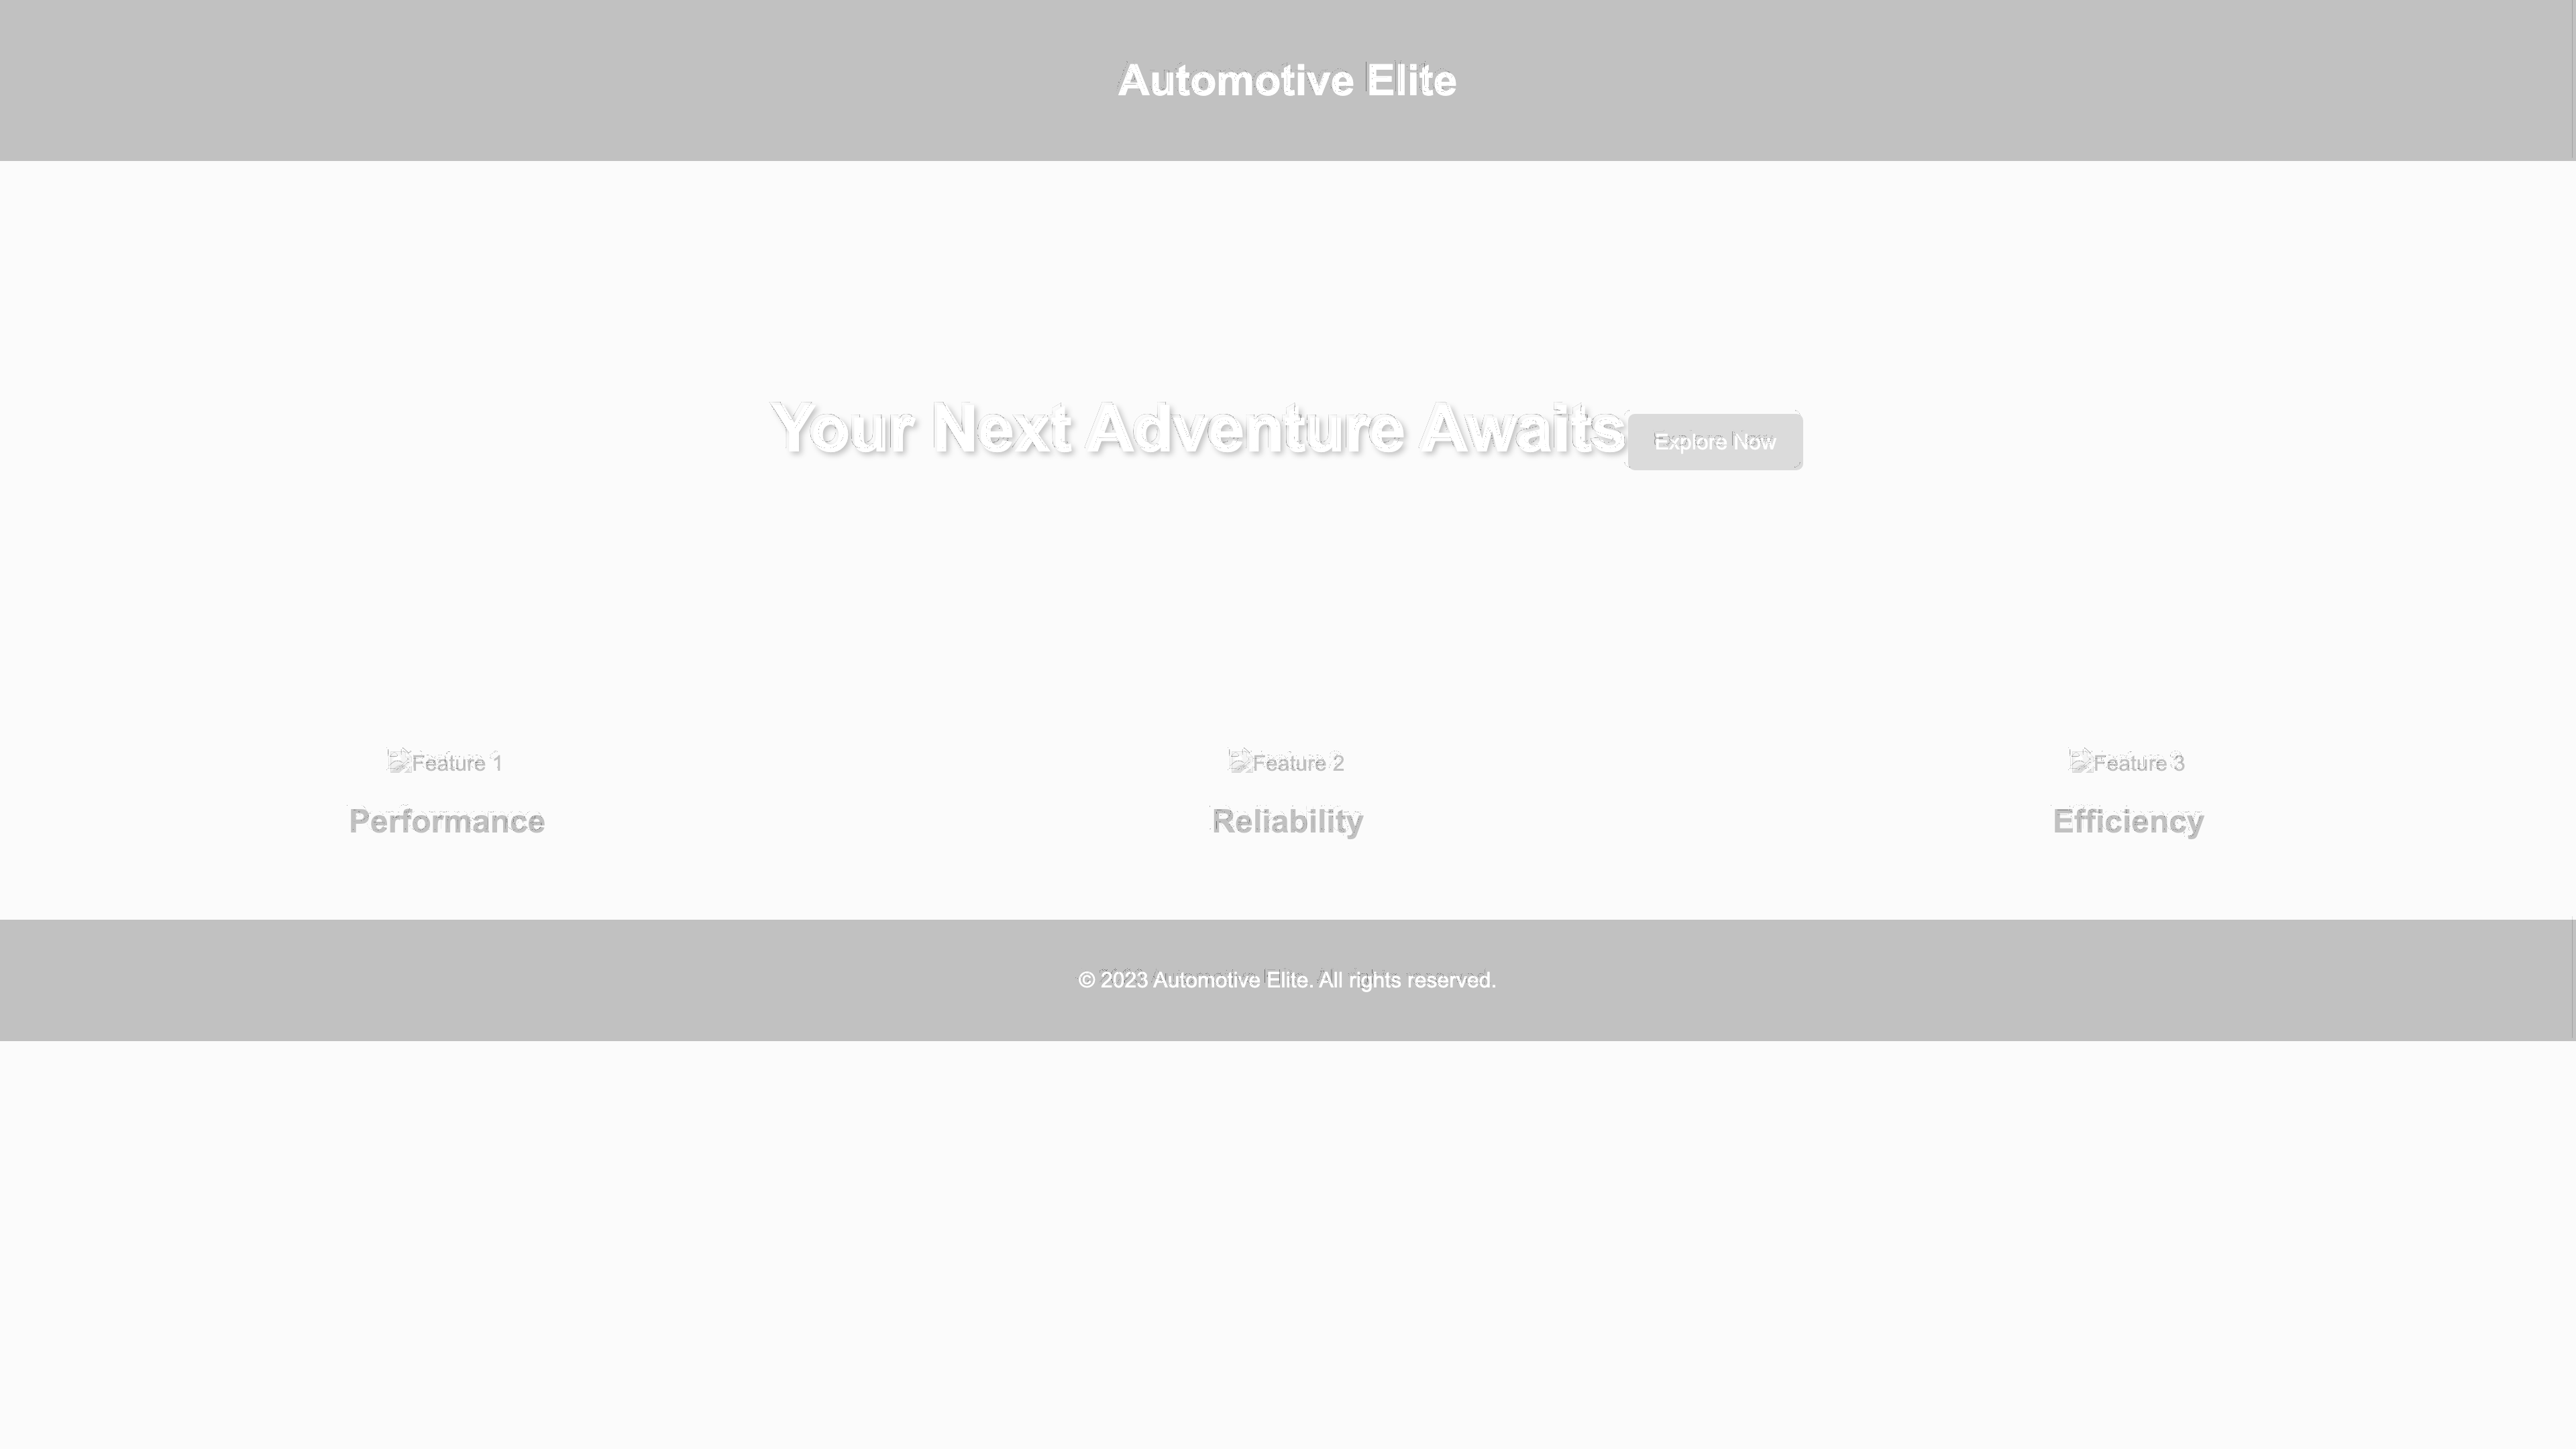 Automotive Elite
Your Next Adventure Awaits
Explore Now
Feature 1
Feature 2
Feature 3
Performance
Reliability
Efficiency
© 2023 Automotive Elite. All rights reserved.